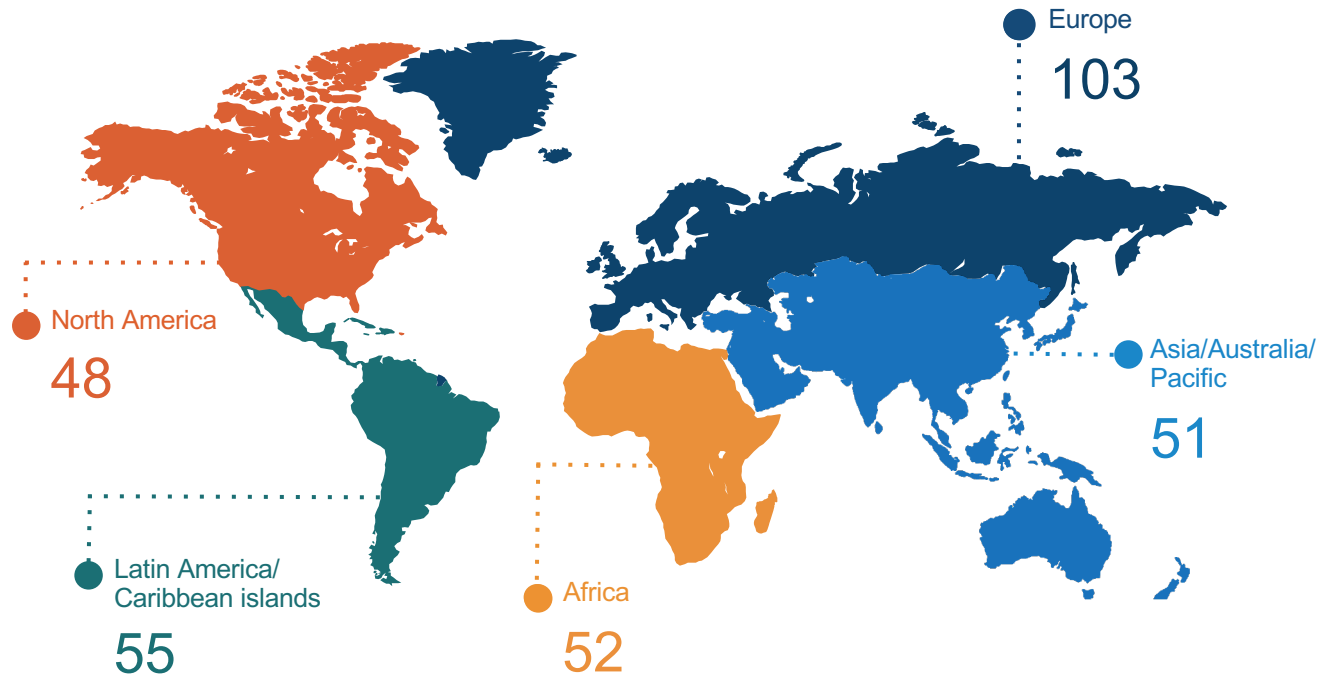 Europe
103
North America
48
Asia/Australia/
Pacific
51
Latin America/
Caribbean islands
55
Africa
52